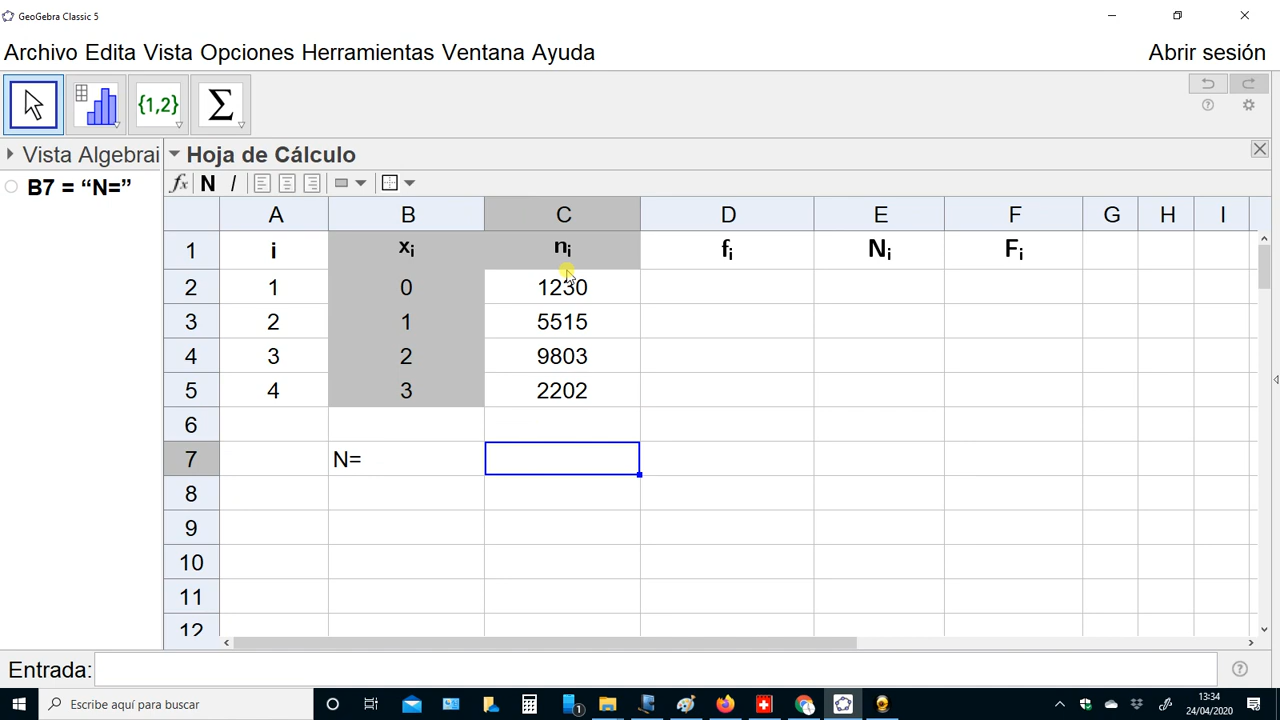 GeoGebra Classic 5
Archivo Edita Vista Opciones Herramientas Ventana Ayuda
Abrir sesión
{1,2} Σ
Vista Algebrai
Hoja de Cálculo
B7 = “N=”
fx N I
A B C D E F G H I
1 i xi ni fi Ni Fi
2 1 0 1230
3 2 1 5515
4 3 2 9803
5 4 3 2202
6
7 N=
8
9
10
11
12
Entrada:
Escribe aquí para buscar
1
13:34
24/04/2020